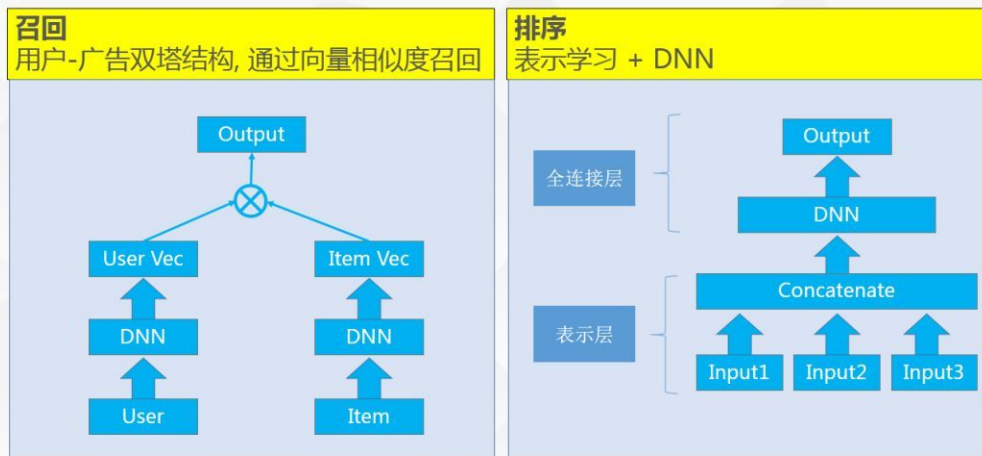 召回
用户-广告双塔结构, 通过向量相似度召回
Output
User Vec
Item Vec
DNN
DNN
User
Item
排序
表示学习 + DNN
全连接层
Output
DNN
表示层
Concatenate
Input1
Input2
Input3